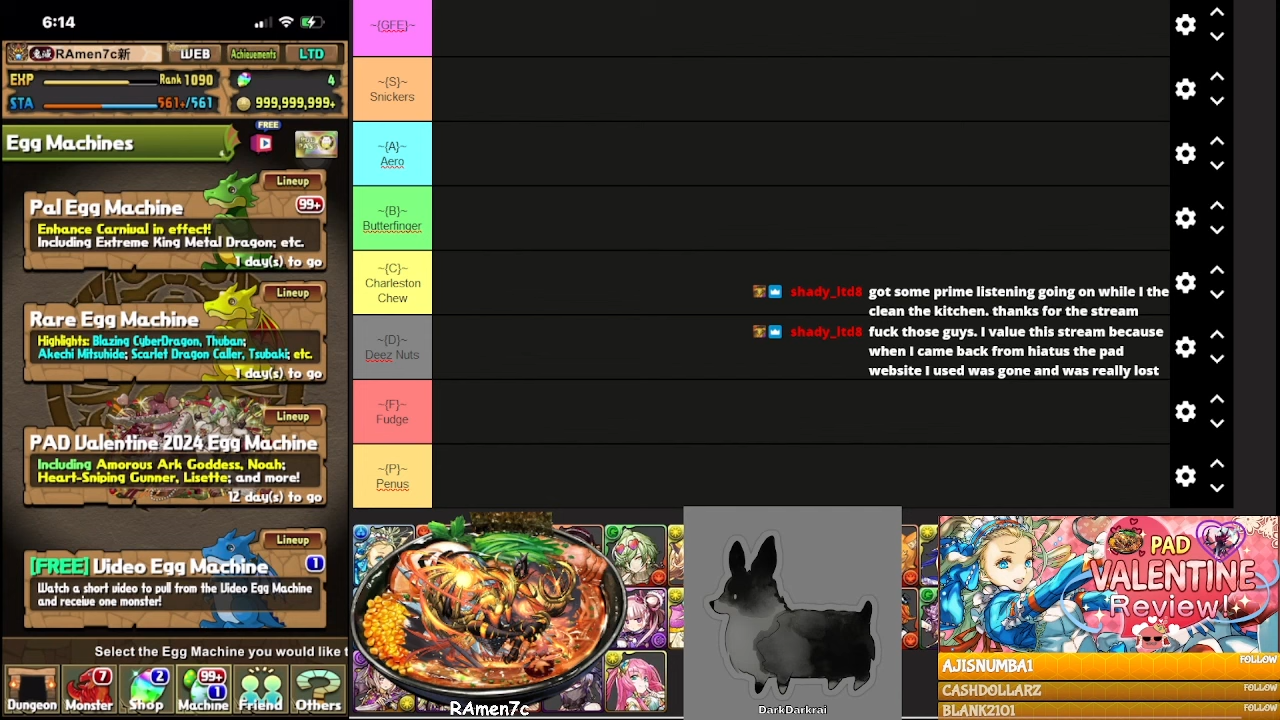 6:14
鬼滅 RAmen7c新
WEB
Achievements
LTD
EXP
Rank 1090
4
STA
561+/561
999,999,999+
Egg Machines
FREE
Lineup
Pal Egg Machine
99+
Enhance Carnival in effect!
Including Extreme King Metal Dragon; etc.
1 day(s) to go
Lineup
Rare Egg Machine
Highlights: Blazing CyberDragon, Thuban;
Akechi Mitsuhide; Scarlet Dragon Caller, Tsubaki; etc.
1 day(s) to go
Lineup
PAD Valentine 2024 Egg Machine
Including Amorous Ark Goddess, Noah;
Heart-Sniping Gunner, Lisette; and more!
12 day(s) to go
Lineup
[FREE] Video Egg Machine
1
Watch a short video to pull from the Video Egg Machine
and receive one monster!
Select the Egg Machine you would like t
7
2
99+
1
Dungeon
Monster
Shop
Machine
Friend
Others
~{GFE}~
~{S}~
Snickers
~{A}~
Aero
~{B}~
Butterfinger
~{C}~
Charleston
Chew
~{D}~
Deez Nuts
~{F}~
Fudge
~{P}~
Penus
shady_ltd8 got some prime listening going on while I the
clean the kitchen. thanks for the stream
shady_ltd8 fuck those guys. I value this stream because
when I came back from hiatus the pad
website I used was gone and was really lost
RAmen7c
DarkDarkrai
PAD
VALENTINE
Review!
AJISNUMBA1
FOLLOW
CASHDOLLARZ
FOLLOW
BLANK2101
FOLLOW